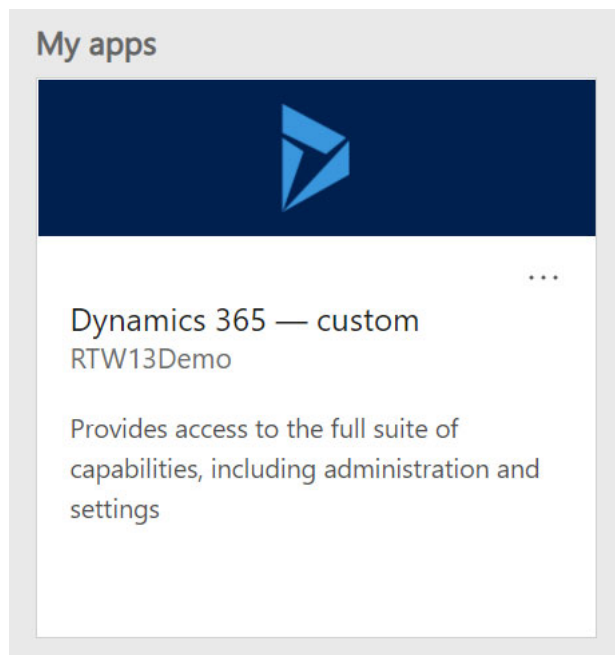 My apps
...
Dynamics 365 — custom
RTW13Demo
Provides access to the full suite of
capabilities, including administration and
settings